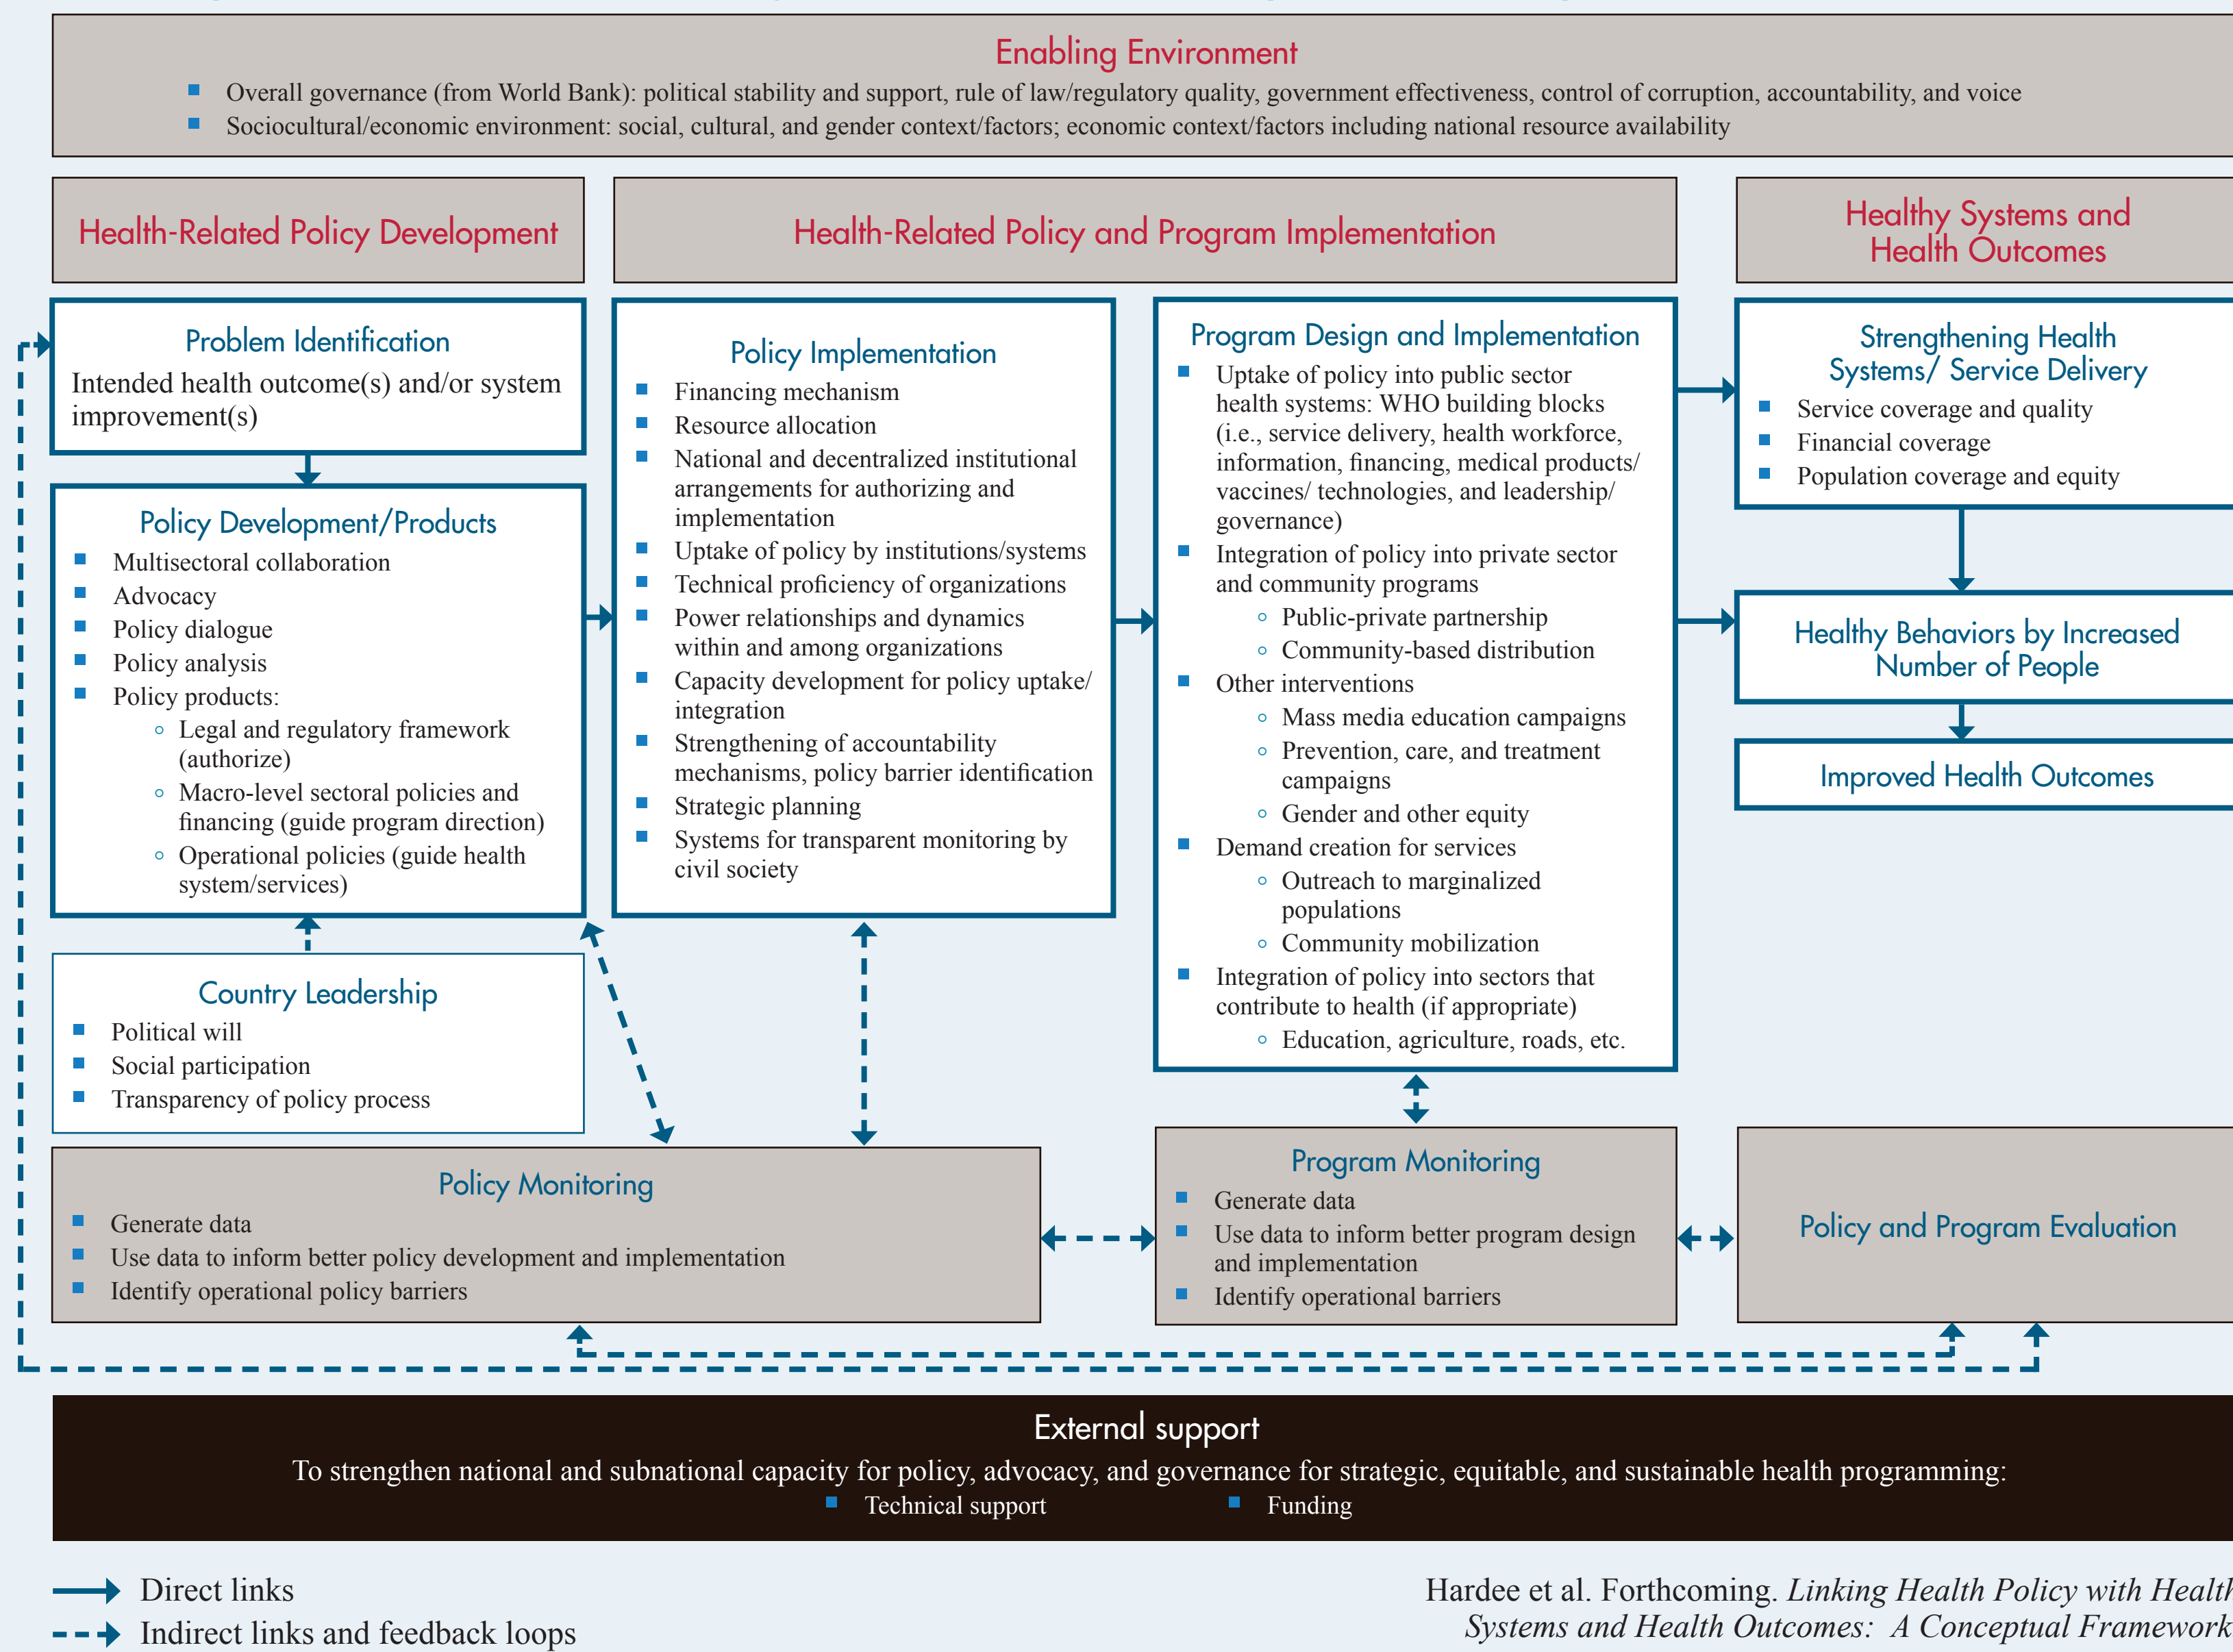 Enabling Environment
Overall governance (from World Bank): political stability and support, rule of law/regulatory quality, government effectiveness, control of corruption, accountability, and voice
Sociocultural/economic environment: social, cultural, and gender context/factors; economic context/factors including national resource availability
Health-Related Policy Development
Health-Related Policy and Program Implementation
Healthy Systems and
Health Outcomes
Problem Identification
Intended health outcome(s) and/or system
improvement(s)
Policy Development/Products
Multisectoral collaboration
Advocacy
Policy dialogue
Policy analysis
Policy products:
Legal and regulatory framework
(authorize)
Macro-level sectoral policies and
financing (guide program direction)
Operational policies (guide health
system/services)
Country Leadership
Political will
Social participation
Transparency of policy process
Policy Implementation
Financing mechanism
Resource allocation
National and decentralized institutional
arrangements for authorizing and
implementation
Uptake of policy by institutions/systems
Technical proficiency of organizations
Power relationships and dynamics
within and among organizations
Capacity development for policy uptake/
integration
Strengthening of accountability
mechanisms, policy barrier identification
Strategic planning
Systems for transparent monitoring by
civil society
Program Design and Implementation
Uptake of policy into public sector
health systems: WHO building blocks
(i.e., service delivery, health workforce,
information, financing, medical products/
vaccines/ technologies, and leadership/
governance)
Integration of policy into private sector
and community programs
Public-private partnership
Community-based distribution
Other interventions
Mass media education campaigns
Prevention, care, and treatment
campaigns
Gender and other equity
Demand creation for services
Outreach to marginalized
populations
Community mobilization
Integration of policy into sectors that
contribute to health (if appropriate)
Education, agriculture, roads, etc.
Strengthening Health
Systems/ Service Delivery
Service coverage and quality
Financial coverage
Population coverage and equity
Healthy Behaviors by Increased
Number of People
Improved Health Outcomes
Policy Monitoring
Generate data
Use data to inform better policy development and implementation
Identify operational policy barriers
Program Monitoring
Generate data
Use data to inform better program design
and implementation
Identify operational barriers
Policy and Program Evaluation
External support
To strengthen national and subnational capacity for policy, advocacy, and governance for strategic, equitable, and sustainable health programming:
Technical support
Funding
Direct links
Indirect links and feedback loops
Hardee et al. Forthcoming. Linking Health Policy with Health
Systems and Health Outcomes: A Conceptual Framework